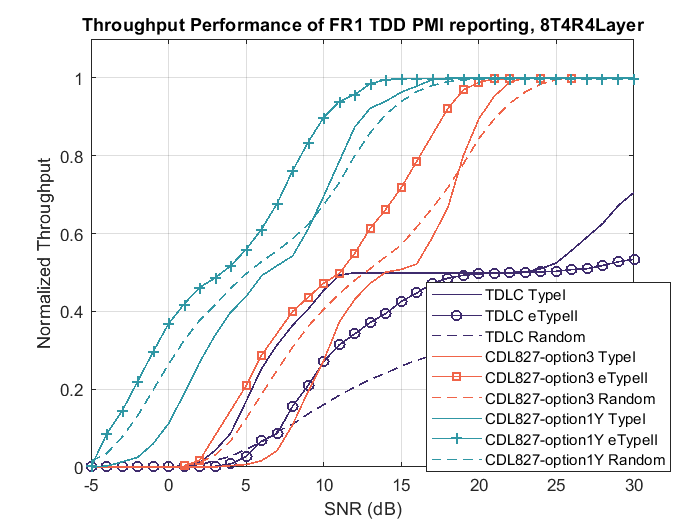 Throughput Performance of FR1 TDD PMI reporting, 8T4R4Layer
Normalized Throughput
1
0.8
0.6
0.4
0.2
0
-5
0
5
10
15
20
25
30
SNR (dB)
TDLC TypeI
TDLC eTypeII
TDLC Random
CDL827-option3 TypeI
CDL827-option3 eTypeII
CDL827-option3 Random
CDL827-option1Y TypeI
CDL827-option1Y eTypeII
CDL827-option1Y Random